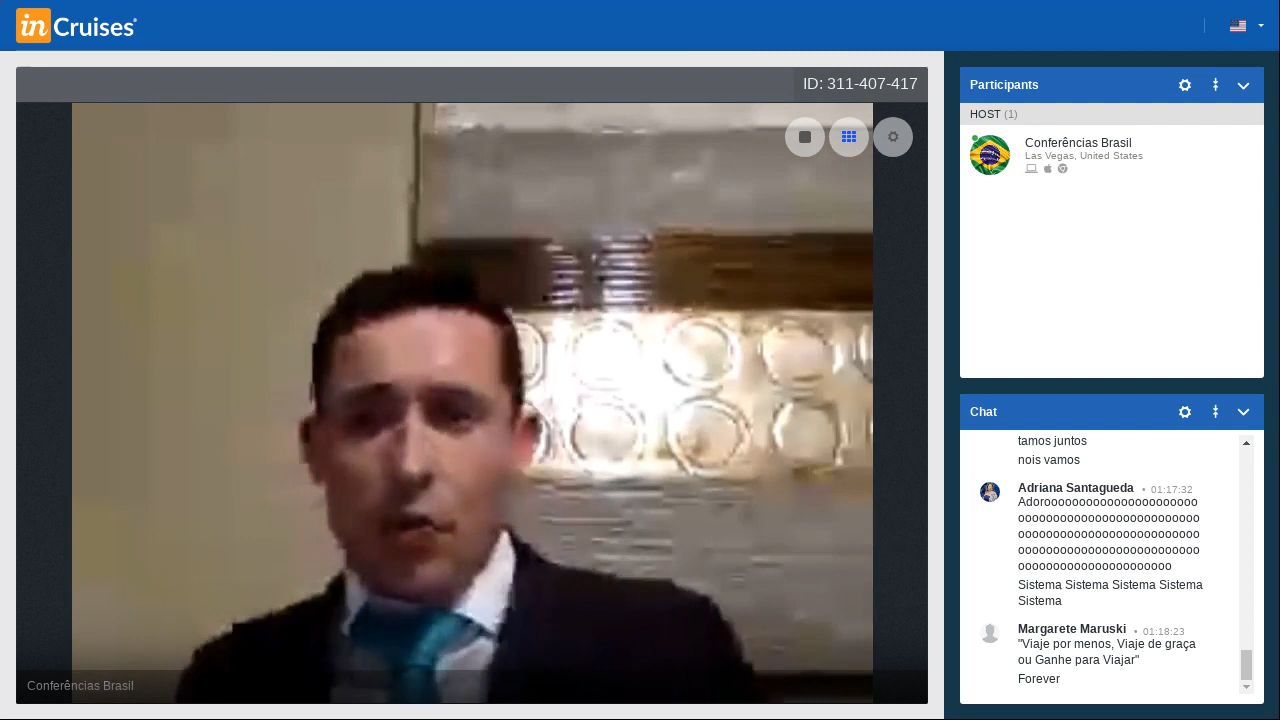 in Cruises
ID: 311-407-417
Conferências Brasil
Participants
HOST (1)
Conferências Brasil
Las Vegas, United States
Chat
tamos juntos
nois vamos
Adriana Santagueda • 01:17:32
Adorooooooooooooooooooooooo
oooooooooooooooooooooooooo
oooooooooooooooooooooooooo
oooooooooooooooooooooooooo
oooooooooooooooooooooo
Sistema Sistema Sistema Sistema
Sistema
Margarete Maruski • 01:18:23
"Viaje por menos, Viaje de graça
ou Ganhe para Viajar"
Forever